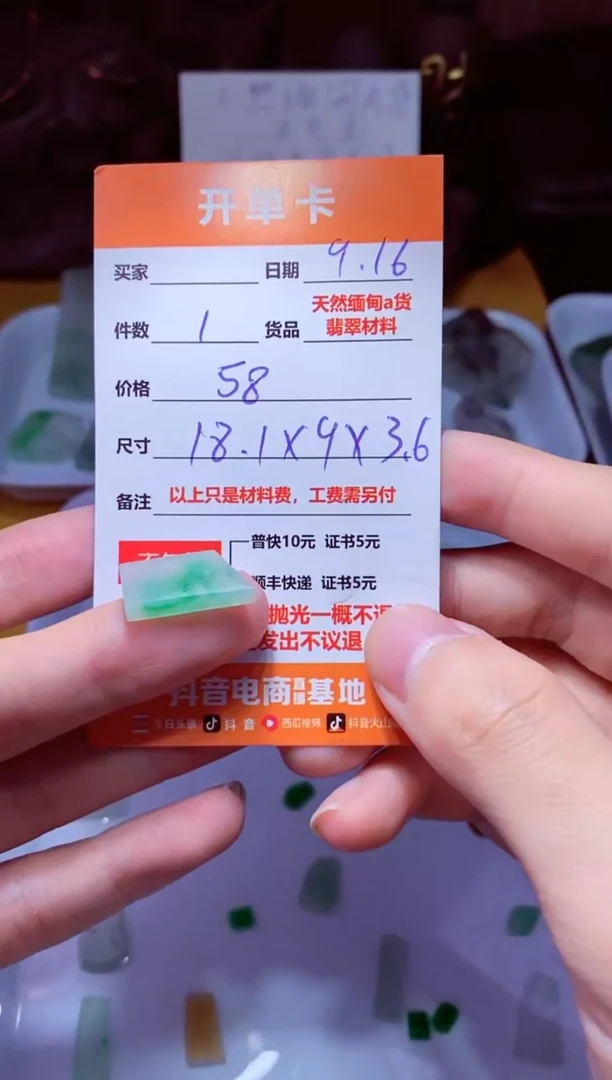 开单卡
买家 日期 9.16
件数 1 货品 天然缅甸a货
翡翠材料
价格 58
尺寸 18.1X9X3.6
备注 以上只是材料费，工费需另付
普快10元 证书5元
顺丰快递 证书5元
抛光一概不退
发出不议退
抖音电商直播基地
今日头条 抖音 西瓜视频 抖音火山